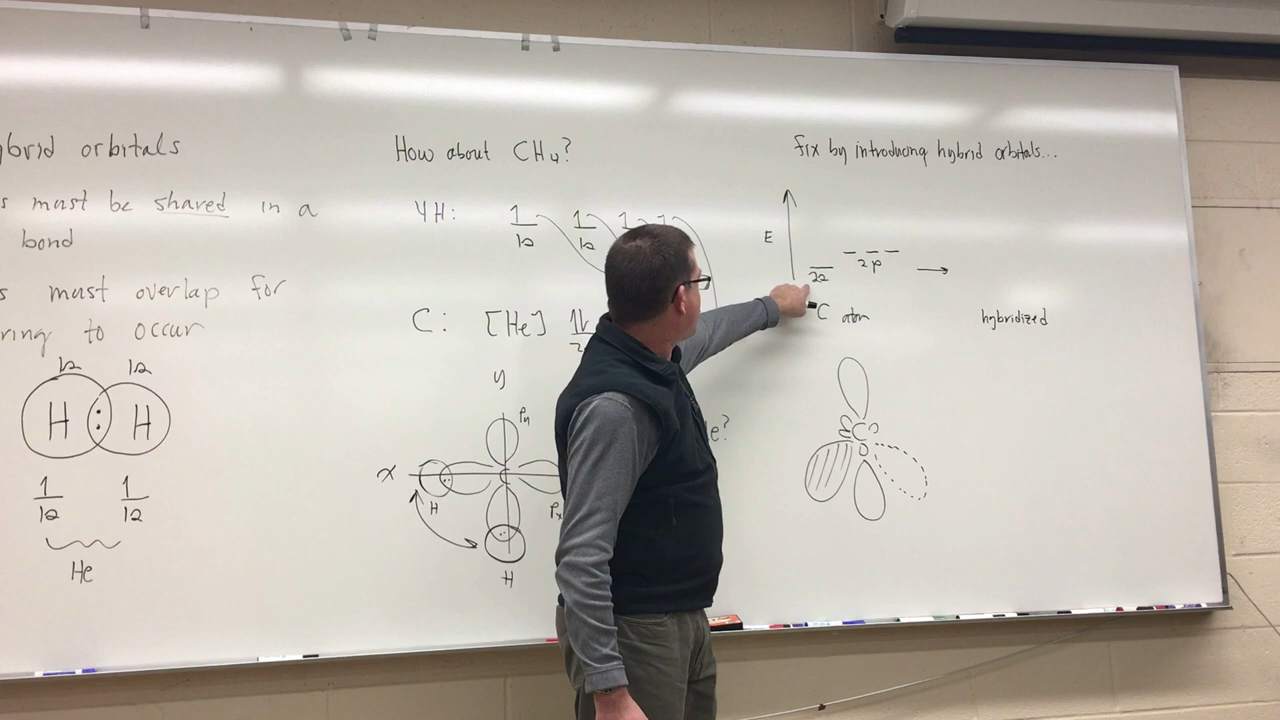 ybrid orbitals
s must be shared in a
bond
s must overlap for
ring to occur
1s 1s
H : H
1 1
1s 1s
He
How about CH4?
4H: 1 1 1 1
1s 1s
C: [He]
y
Py
x
C
H
Px
H
e?
fix by introducing hybrid orbitals...
E
2s 2p
C atom
hybridized
C